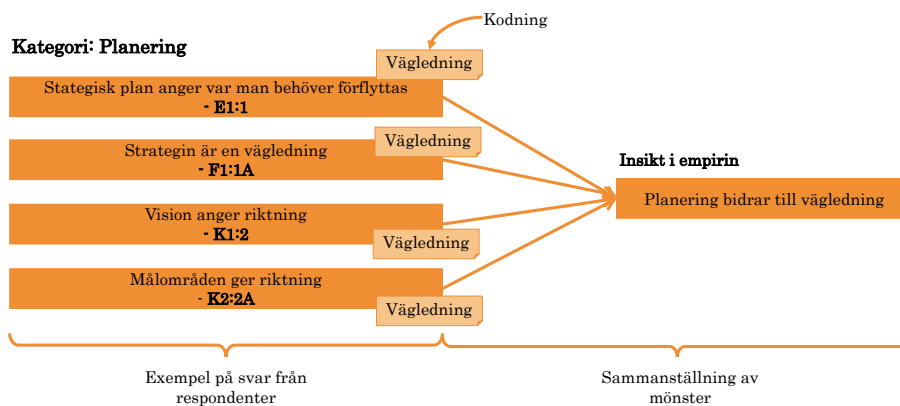 Kodning
Kategori: Planering
Vägledning
Stategisk plan anger var man behöver förflyttas
- E1:1
Vägledning
Strategin är en vägledning
- F1:1A
Insikt i empirin
Planering bidrar till vägledning
Vision anger riktning
- K1:2
Vägledning
Målområden ger riktning
- K2:2A
Vägledning
Exempel på svar från
respondenter
Sammanställning av
mönster